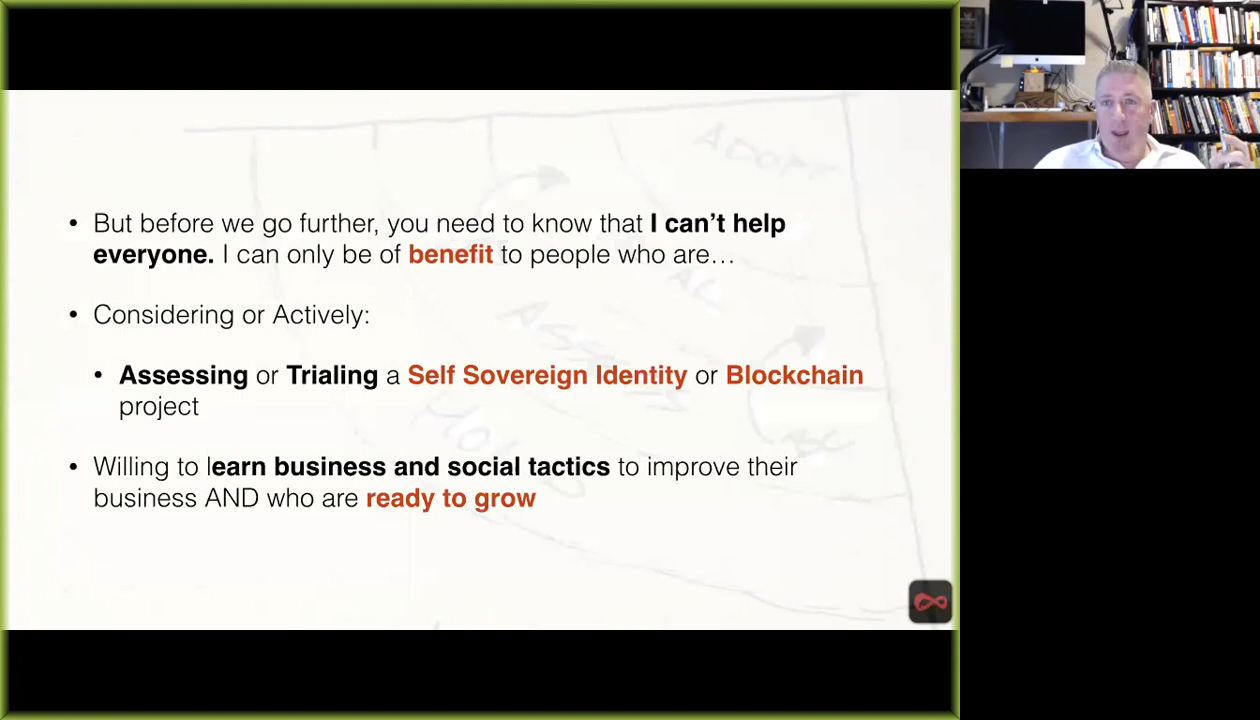 ADOPT
• But before we go further, you need to know that I can’t help
everyone. I can only be of benefit to people who are…
• Considering or Actively:
• Assessing or Trialing a Self Sovereign Identity or Blockchain
project
• Willing to learn business and social tactics to improve their
business AND who are ready to grow